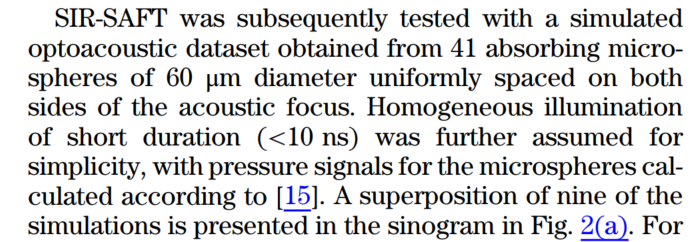 SIR-SAFT was subsequently tested with a simulated
optoacoustic dataset obtained from 41 absorbing micro-
spheres of 60 μm diameter uniformly spaced on both
sides of the acoustic focus. Homogeneous illumination
of short duration (<10 ns) was further assumed for
simplicity, with pressure signals for the microspheres cal-
culated according to [15]. A superposition of nine of the
simulations is presented in the sinogram in Fig. 2(a). For